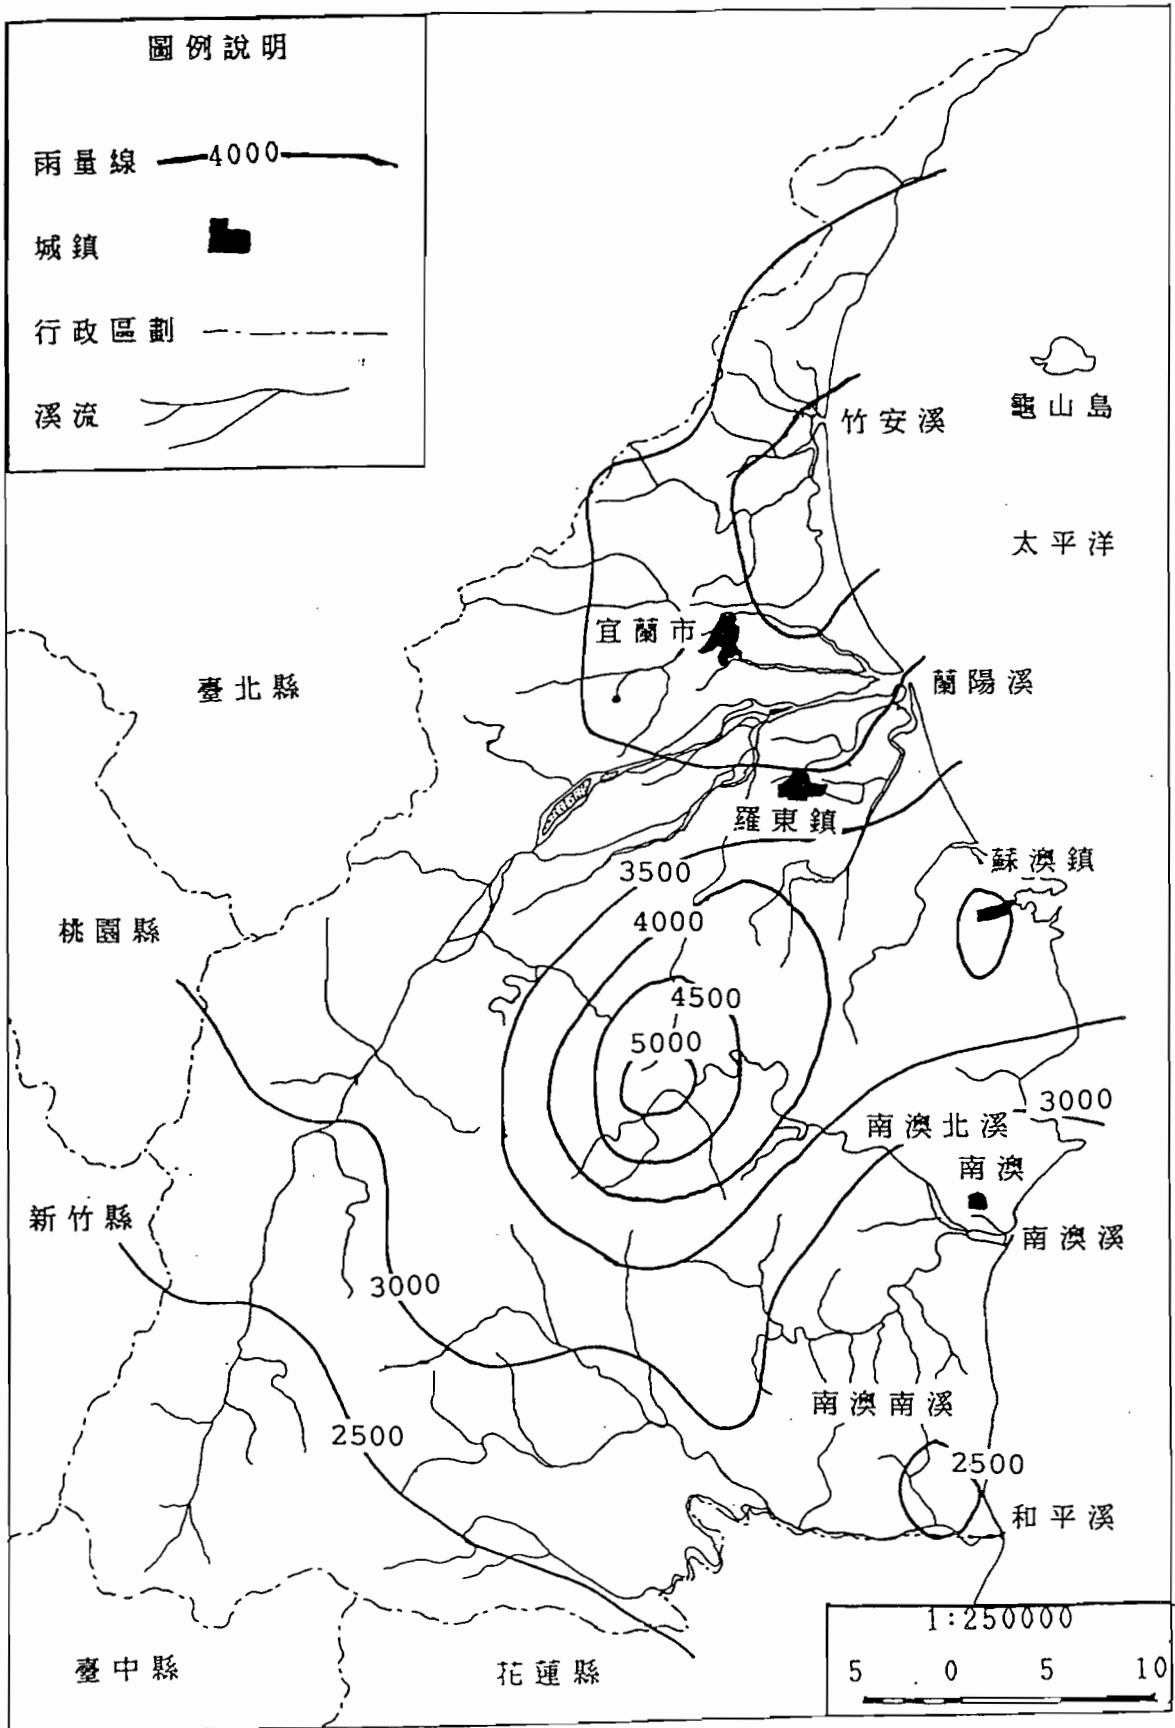 圖例說明
雨量線 4000
城鎮
行政區劃
溪流
龜山島
竹安溪
太平洋
宜蘭市
臺北縣
蘭陽溪
羅東鎮
蘇澳鎮
3500
4000
桃園縣
4500
5000
3000
南澳北溪
南澳
新竹縣
南澳溪
3000
南澳南溪
2500
2500
和平溪
1:250000
臺中縣
花蓮縣
5 0 5 10